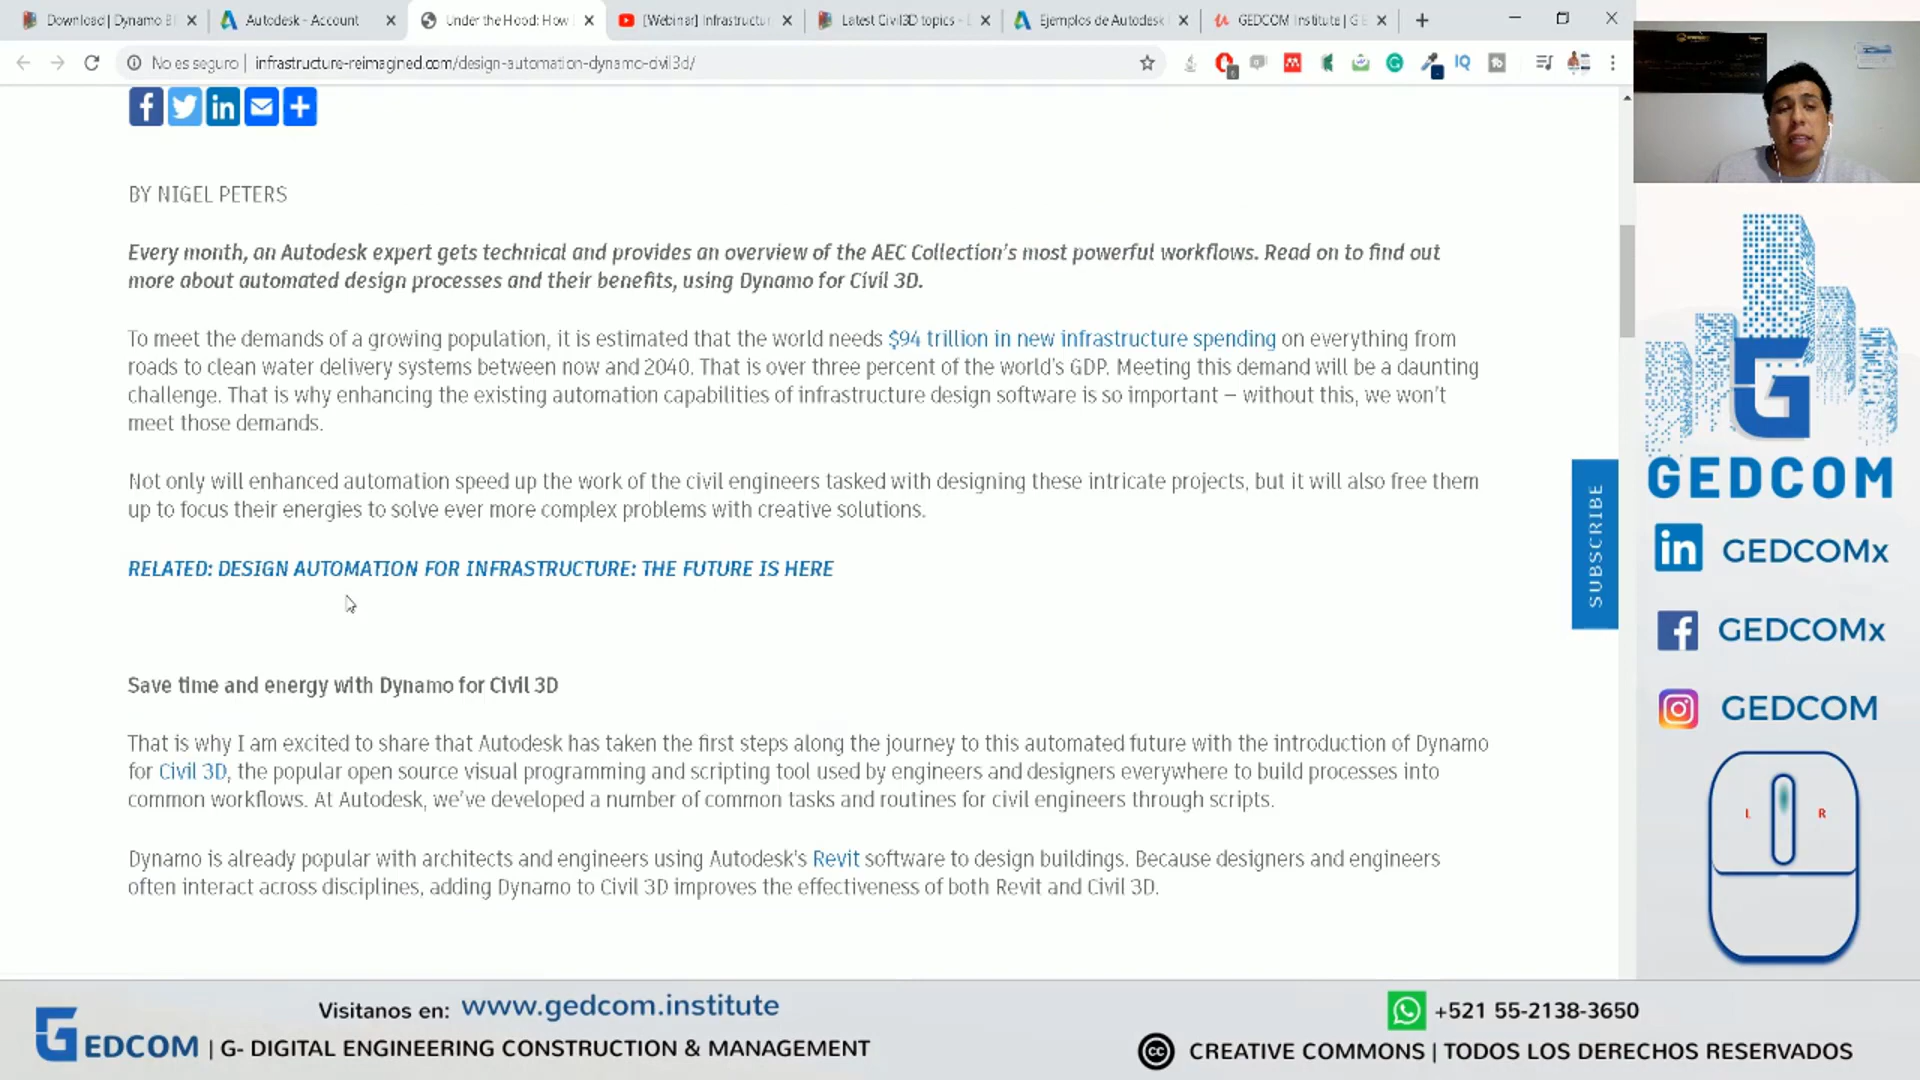 Download | Dynamo B
Autodesk - Account
Under the Hood: How
[Webinar] Infrastructu
Latest Civil3D topics -
Ejemplos de Autodesk
GEDCOM Institute | G E
No es seguro | infrastructure-reimagined.com/design-automation-dynamo-civil3d/
BY NIGEL PETERS
Every month, an Autodesk expert gets technical and provides an overview of the AEC Collection's most powerful workflows. Read on to find out
more about automated design processes and their benefits, using Dynamo for Civil 3D.
To meet the demands of a growing population, it is estimated that the world needs $94 trillion in new infrastructure spending on everything from
roads to clean water delivery systems between now and 2040. That is over three percent of the world's GDP. Meeting this demand will be a daunting
challenge. That is why enhancing the existing automation capabilities of infrastructure design software is so important – without this, we won't
meet those demands.
Not only will enhanced automation speed up the work of the civil engineers tasked with designing these intricate projects, but it will also free them
up to focus their energies to solve ever more complex problems with creative solutions.
RELATED: DESIGN AUTOMATION FOR INFRASTRUCTURE: THE FUTURE IS HERE
Save time and energy with Dynamo for Civil 3D
That is why I am excited to share that Autodesk has taken the first steps along the journey to this automated future with the introduction of Dynamo
for Civil 3D, the popular open source visual programming and scripting tool used by engineers and designers everywhere to build processes into
common workflows. At Autodesk, we've developed a number of common tasks and routines for civil engineers through scripts.
Dynamo is already popular with architects and engineers using Autodesk's Revit software to design buildings. Because designers and engineers
often interact across disciplines, adding Dynamo to Civil 3D improves the effectiveness of both Revit and Civil 3D.
SUBSCRIBE
GEDCOM
GEDCOMx
GEDCOMx
GEDCOM
L R
Visitanos en: www.gedcom.institute
GEDCOM | G- DIGITAL ENGINEERING CONSTRUCTION & MANAGEMENT
+521 55-2138-3650
CREATIVE COMMONS | TODOS LOS DERECHOS RESERVADOS